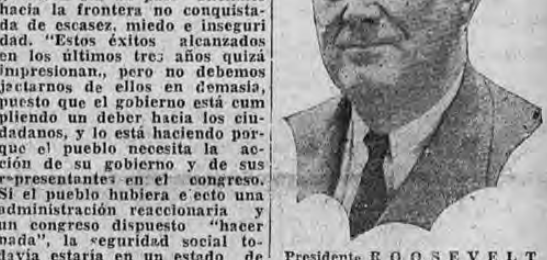 hacia la frontera no conquista-
da de escasez, miedo e inseguri
dad. "Estos éxitos alcanzados
en los últimos tres años quizá
impresionan., pero no debemos
jactarnos de ellos en demasía,
puesto que el gobierno está cum
pliendo un deber hacia los ciu-
dadanos, y lo está haciendo por-
que el pueblo necesita la ac-
ción de su gobierno y de sus
representantes en el congreso.
Si el pueblo hubiera e'ecto una
administración reaccionaria y
un congreso dispuesto "hacer
nada", la seguridad social to-
davía estaría en un estado de
Presidente ROOSEVELT